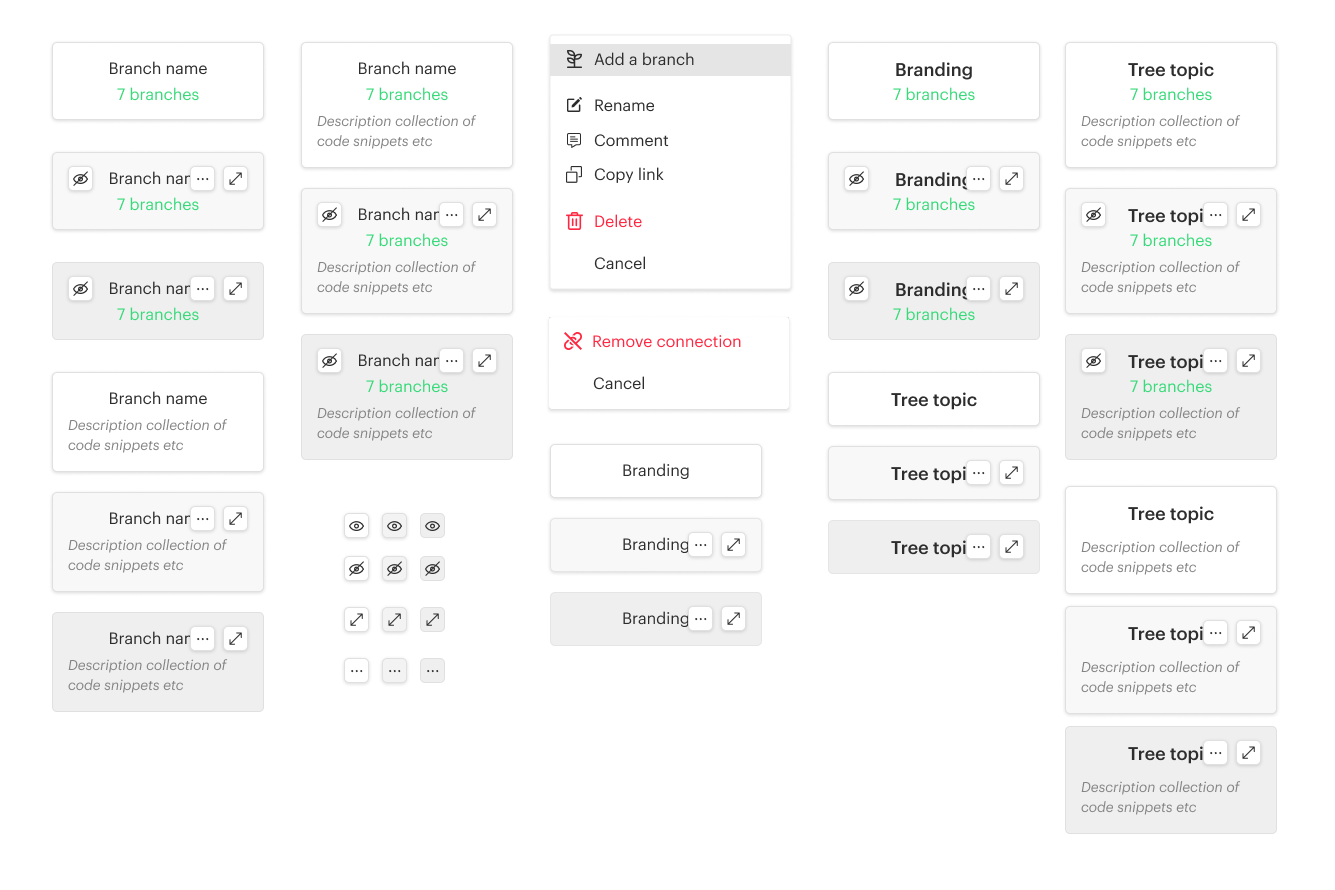 Branch name
7 branches
Branch nar
7 branches
Branch nar
7 branches
Branch name
Description collection of
code snippets etc
Branch nar
Description collection of
code snippets etc
Branch nar
Description collection of
code snippets etc
Branch name
7 branches
Description collection of
code snippets etc
Branch nar
7 branches
Description collection of
code snippets etc
Branch nar
7 branches
Description collection of
code snippets etc
Add a branch
Rename
Comment
Copy link
Delete
Cancel
Remove connection
Cancel
Branding
Branding
Branding
Branding
7 branches
Branding
7 branches
Branding
7 branches
Tree topic
Tree topi
Tree topi
Tree topic
7 branches
Description collection of
code snippets etc
Tree topi
7 branches
Description collection of
code snippets etc
Tree topi
7 branches
Description collection of
code snippets etc
Tree topic
Description collection of
code snippets etc
Tree topi
Description collection of
code snippets etc
Tree topi
Description collection of
code snippets etc